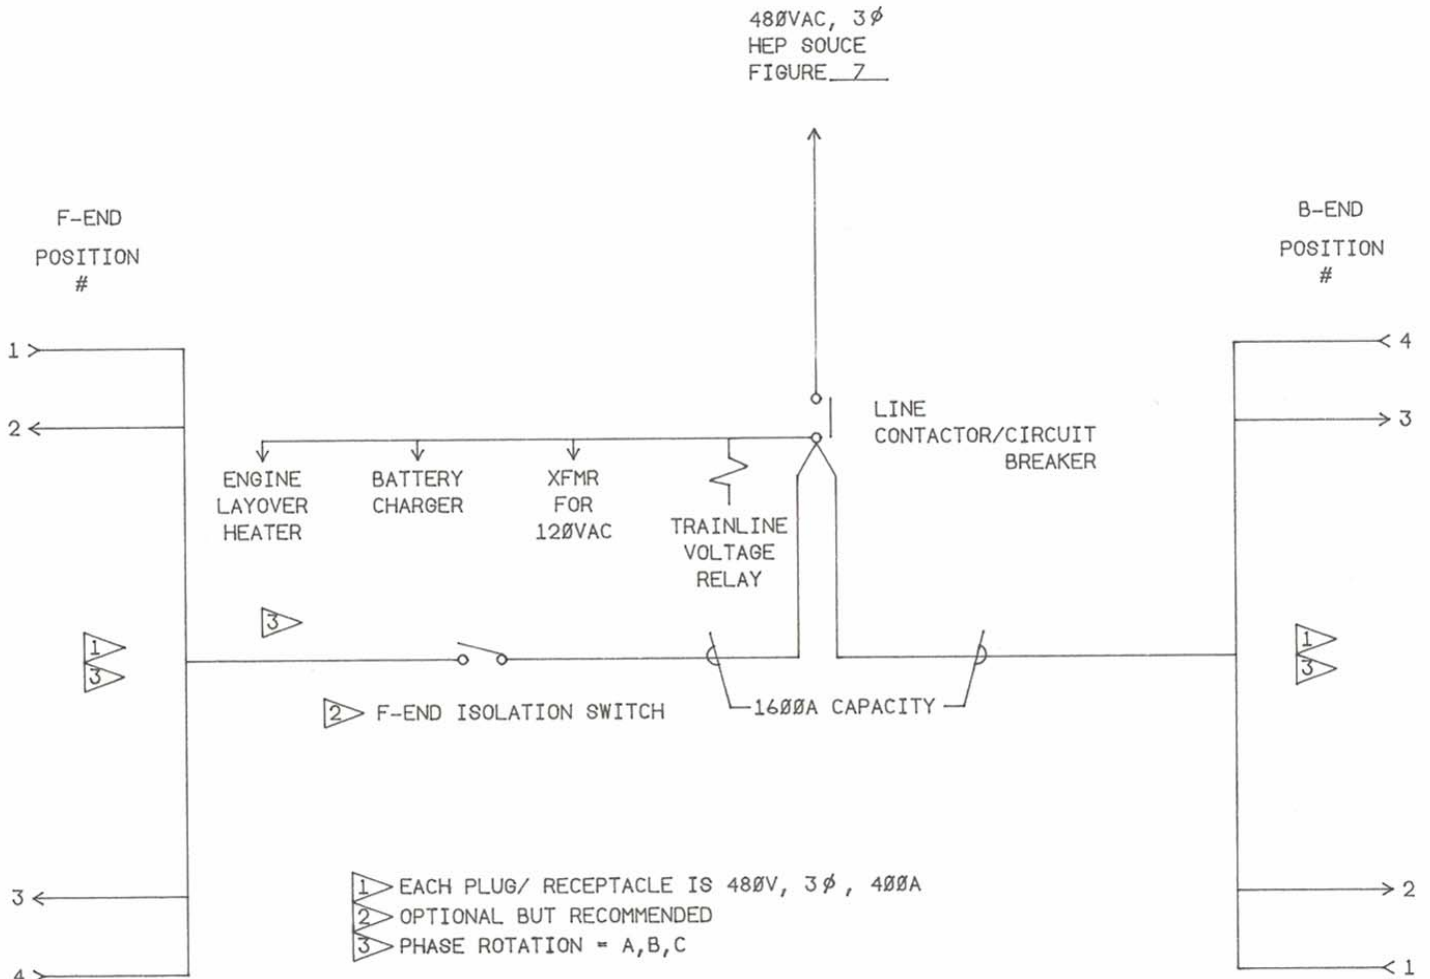 480VAC, 3φ
HEP SOUCE
FIGURE 7
F-END
POSITION
#
B-END
POSITION
#
1
2
4
3
LINE
CONTACTOR/CIRCUIT
BREAKER
ENGINE
LAYOVER
HEATER
BATTERY
CHARGER
XFMR
FOR
120VAC
TRAINLINE
VOLTAGE
RELAY
3
1
3
1
3
2 F-END ISOLATION SWITCH
1600A CAPACITY
3
4
2
1
1 EACH PLUG/ RECEPTACLE IS 480V, 3φ, 400A
2 OPTIONAL BUT RECOMMENDED
3 PHASE ROTATION = A,B,C